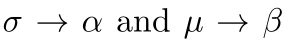 σ → α and μ → β